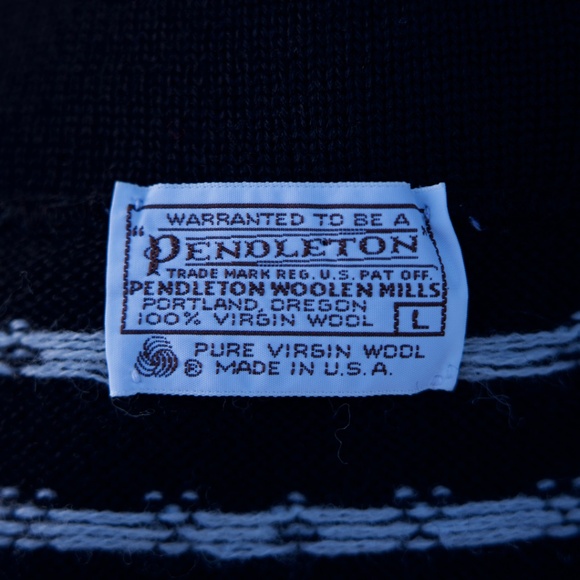 WARRANTED TO BE A
PENDLETON
TRADE MARK REG. U.S. PAT OFF.
PENDLETON WOOLEN MILLS
PORTLAND, OREGON
100% VIRGIN WOOL L
® PURE VIRGIN WOOL
MADE IN U.S.A.